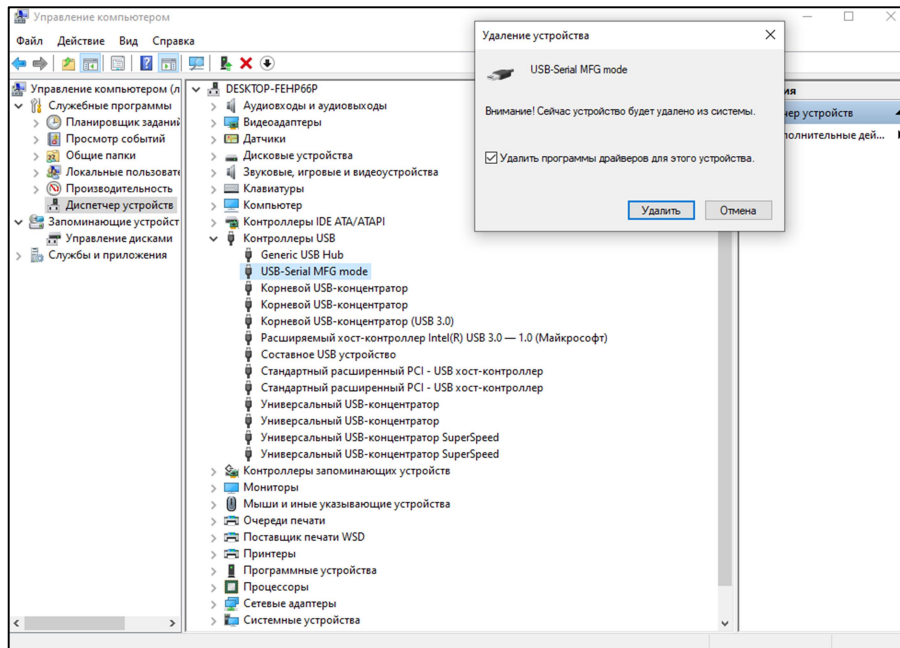 Управление компьютером
Файл Действие Вид Справка
Управление компьютером (л
Служебные программы
Планировщик заданий
Просмотр событий
Общие папки
Локальные пользовате
Производительность
Диспетчер устройств
Запоминающие устройст
Управление дисками
Службы и приложения
DESKTOP-FEHP66P
Аудиовходы и аудиовыходы
Видеоадаптеры
Датчики
Дисковые устройства
Звуковые, игровые и видеоустройства
Клавиатуры
Компьютер
Контроллеры IDE ATA/ATAPI
Контроллеры USB
Generic USB Hub
USB-Serial MFG mode
Корневой USB-концентратор
Корневой USB-концентратор
Корневой USB-концентратор (USB 3.0)
Расширяемый хост-контроллер Intel(R) USB 3.0 — 1.0 (Майкрософт)
Составное USB устройство
Стандартный расширенный PCI - USB хост-контроллер
Стандартный расширенный PCI - USB хост-контроллер
Универсальный USB-концентратор
Универсальный USB-концентратор
Универсальный USB-концентратор SuperSpeed
Универсальный USB-концентратор SuperSpeed
Контроллеры запоминающих устройств
Мониторы
Мыши и иные указывающие устройства
Очереди печати
Поставщик печати WSD
Принтеры
Программные устройства
Процессоры
Сетевые адаптеры
Системные устройства
Удаление устройства
USB-Serial MFG mode
Внимание! Сейчас устройство будет удалено из системы.
Удалить программы драйверов для этого устройства.
Удалить Отмена
ия
чер устройств
полнительные дей...